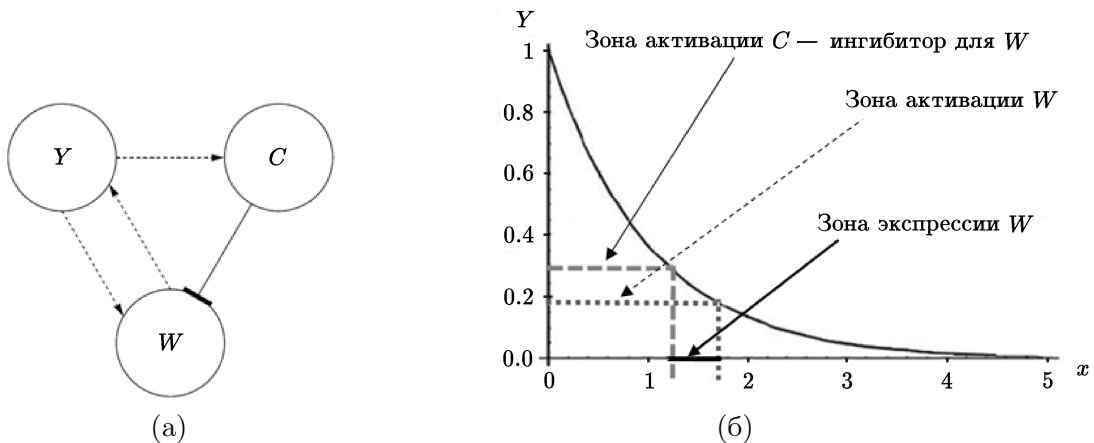 Y
C
W
(а)
Y
Зона активации C — ингибитор для W
Зона активации W
Зона экспрессии W
1
0.8
0.6
0.4
0.2
0.0
0
1
2
3
4
5
x
(б)